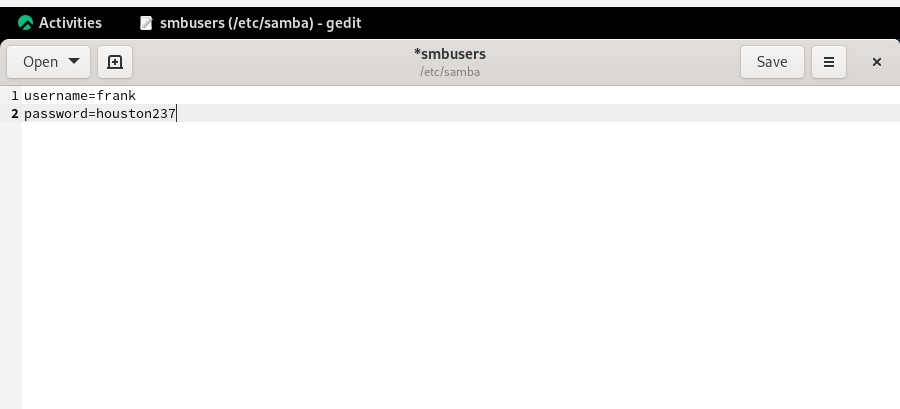 Activities smbusers (/etc/samba) - gedit
Open *smbusers Save
/etc/samba
1 username=frank
2 password=houston237